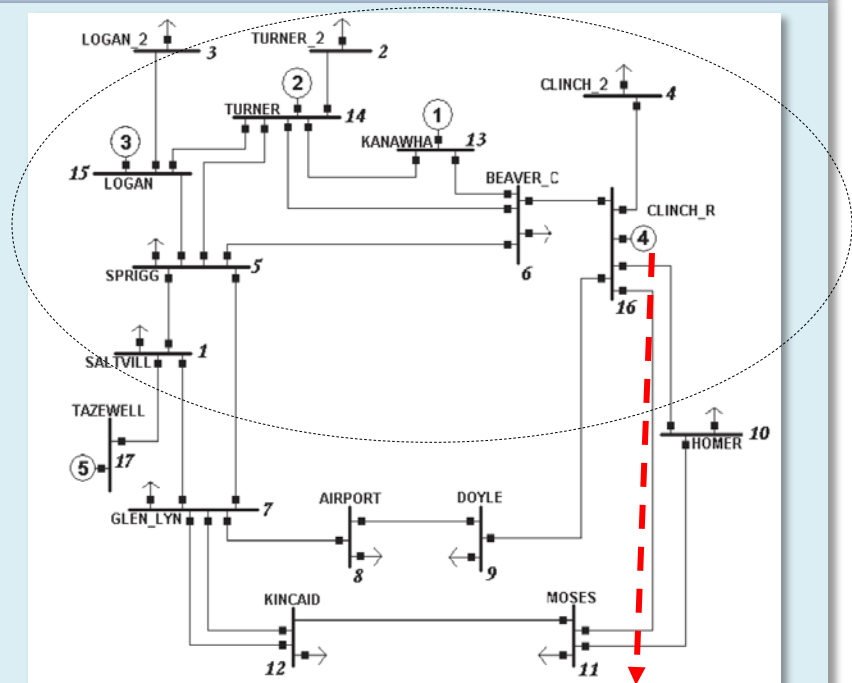 LOGAN_2
3
TURNER_2
2
CLINCH_2
4
2
TURNER
14
1
KANAWHA
13
3
15
LOGAN
BEAVER_C
CLINCH_R
4
SPRIGG
5
6
16
SALTVILL
1
TAZEWELL
5
17
HOMER
10
GLEN_LYN
7
AIRPORT
DOYLE
8
9
KINCAID
MOSES
12
11